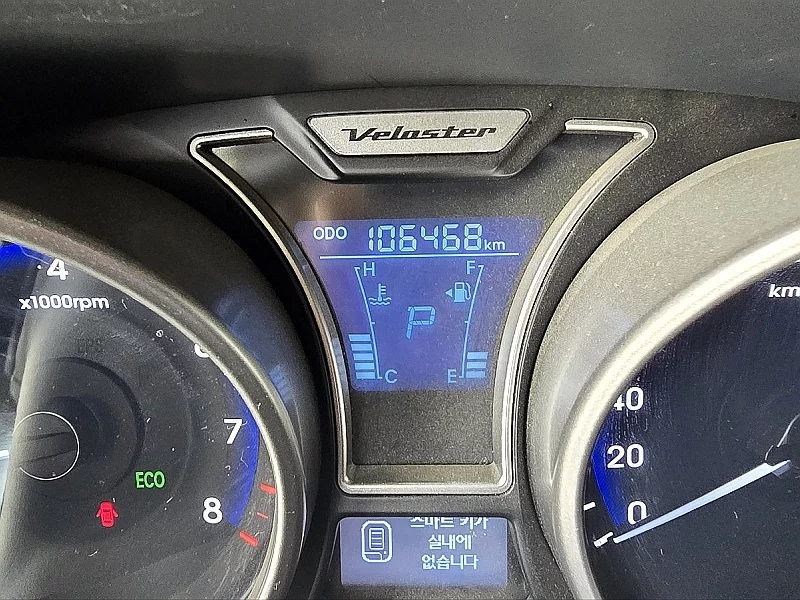 Veloster
ODO 106468km
H F
P
C E
4
x1000rpm
7
8
ECO
km
40
20
0
스마트 키가
실내에
없습니다